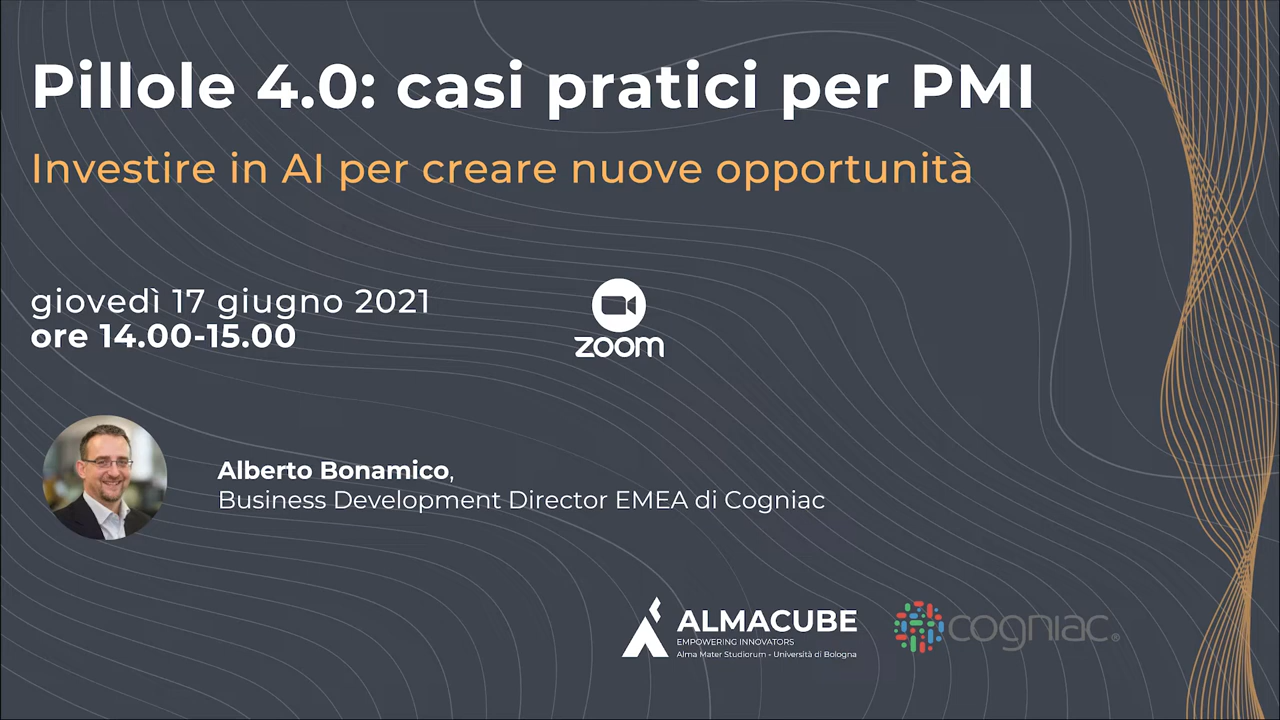 Pillole 4.0: casi pratici per PMI
Investire in AI per creare nuove opportunità
giovedì 17 giugno 2021
ore 14.00-15.00
zoom
Alberto Bonamico,
Business Development Director EMEA di Cogniac
ALMACUBE
EMPOWERING INNOVATORS
Alma Mater Studiorum - Università di Bologna
cogniac®